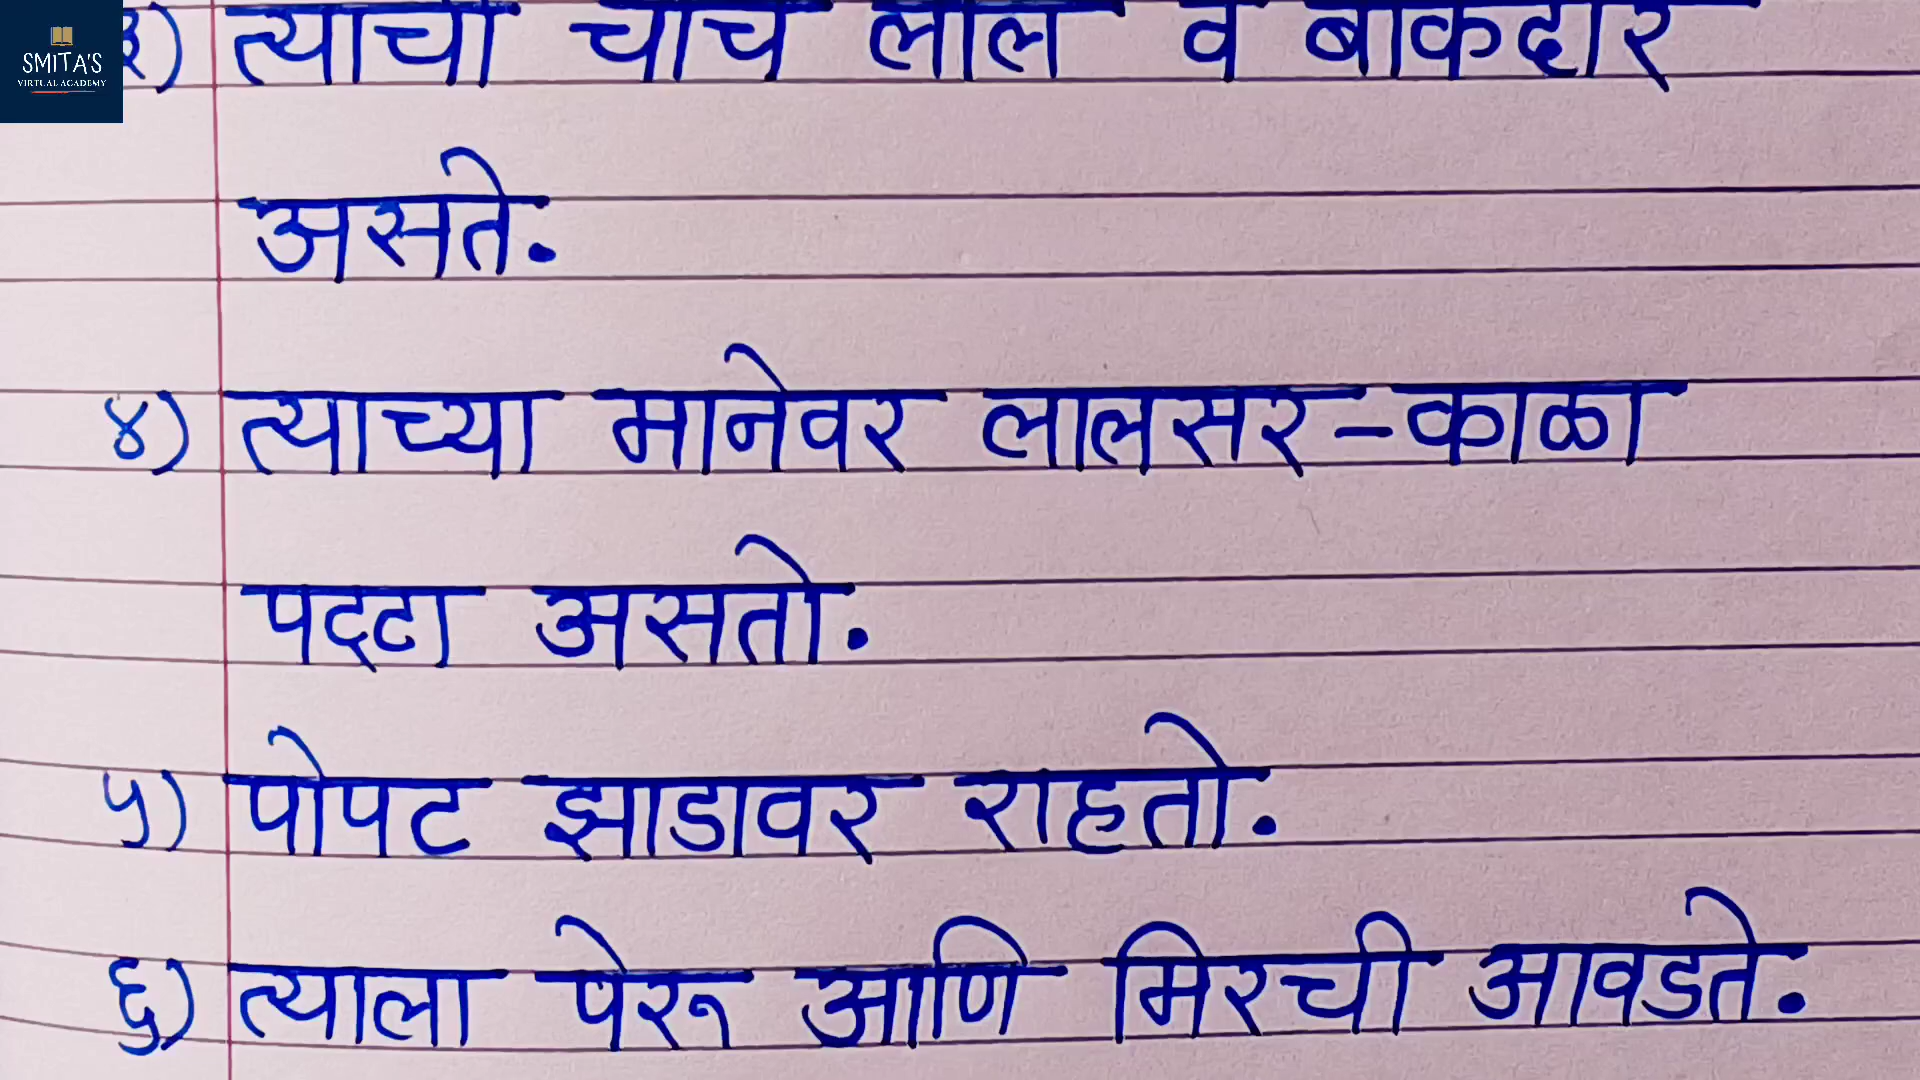 SMITA'S
VIRTUAL ACADEMY
३) त्याची चोच लाल व बाकदार
असते.
४) त्याच्या मानेवर लालसर-काळा
पट्टा असतो.
५) पोपट झाडावर राहतो.
६) त्याला पेरू आणि मिरची आवडते.